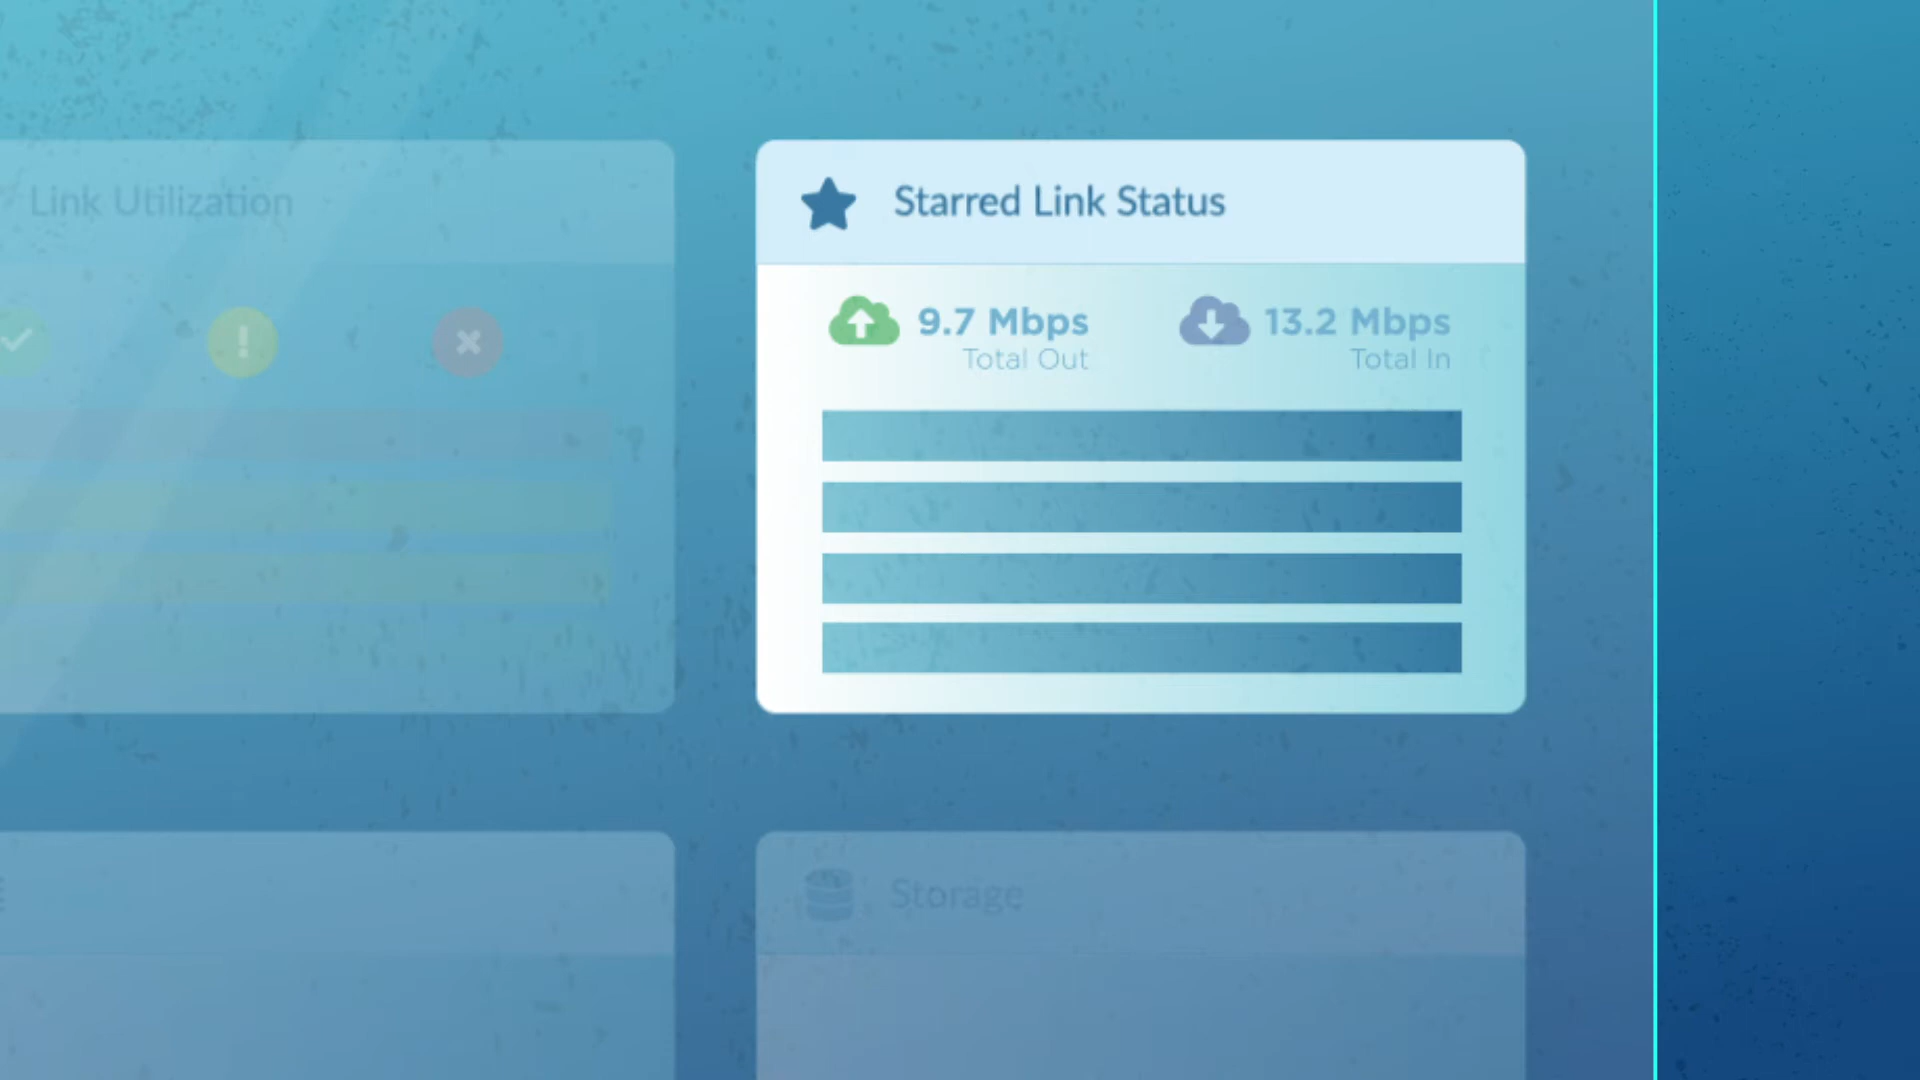 Link Utilization
Starred Link Status
9.7 Mbps
Total Out
13.2 Mbps
Total In
Storage